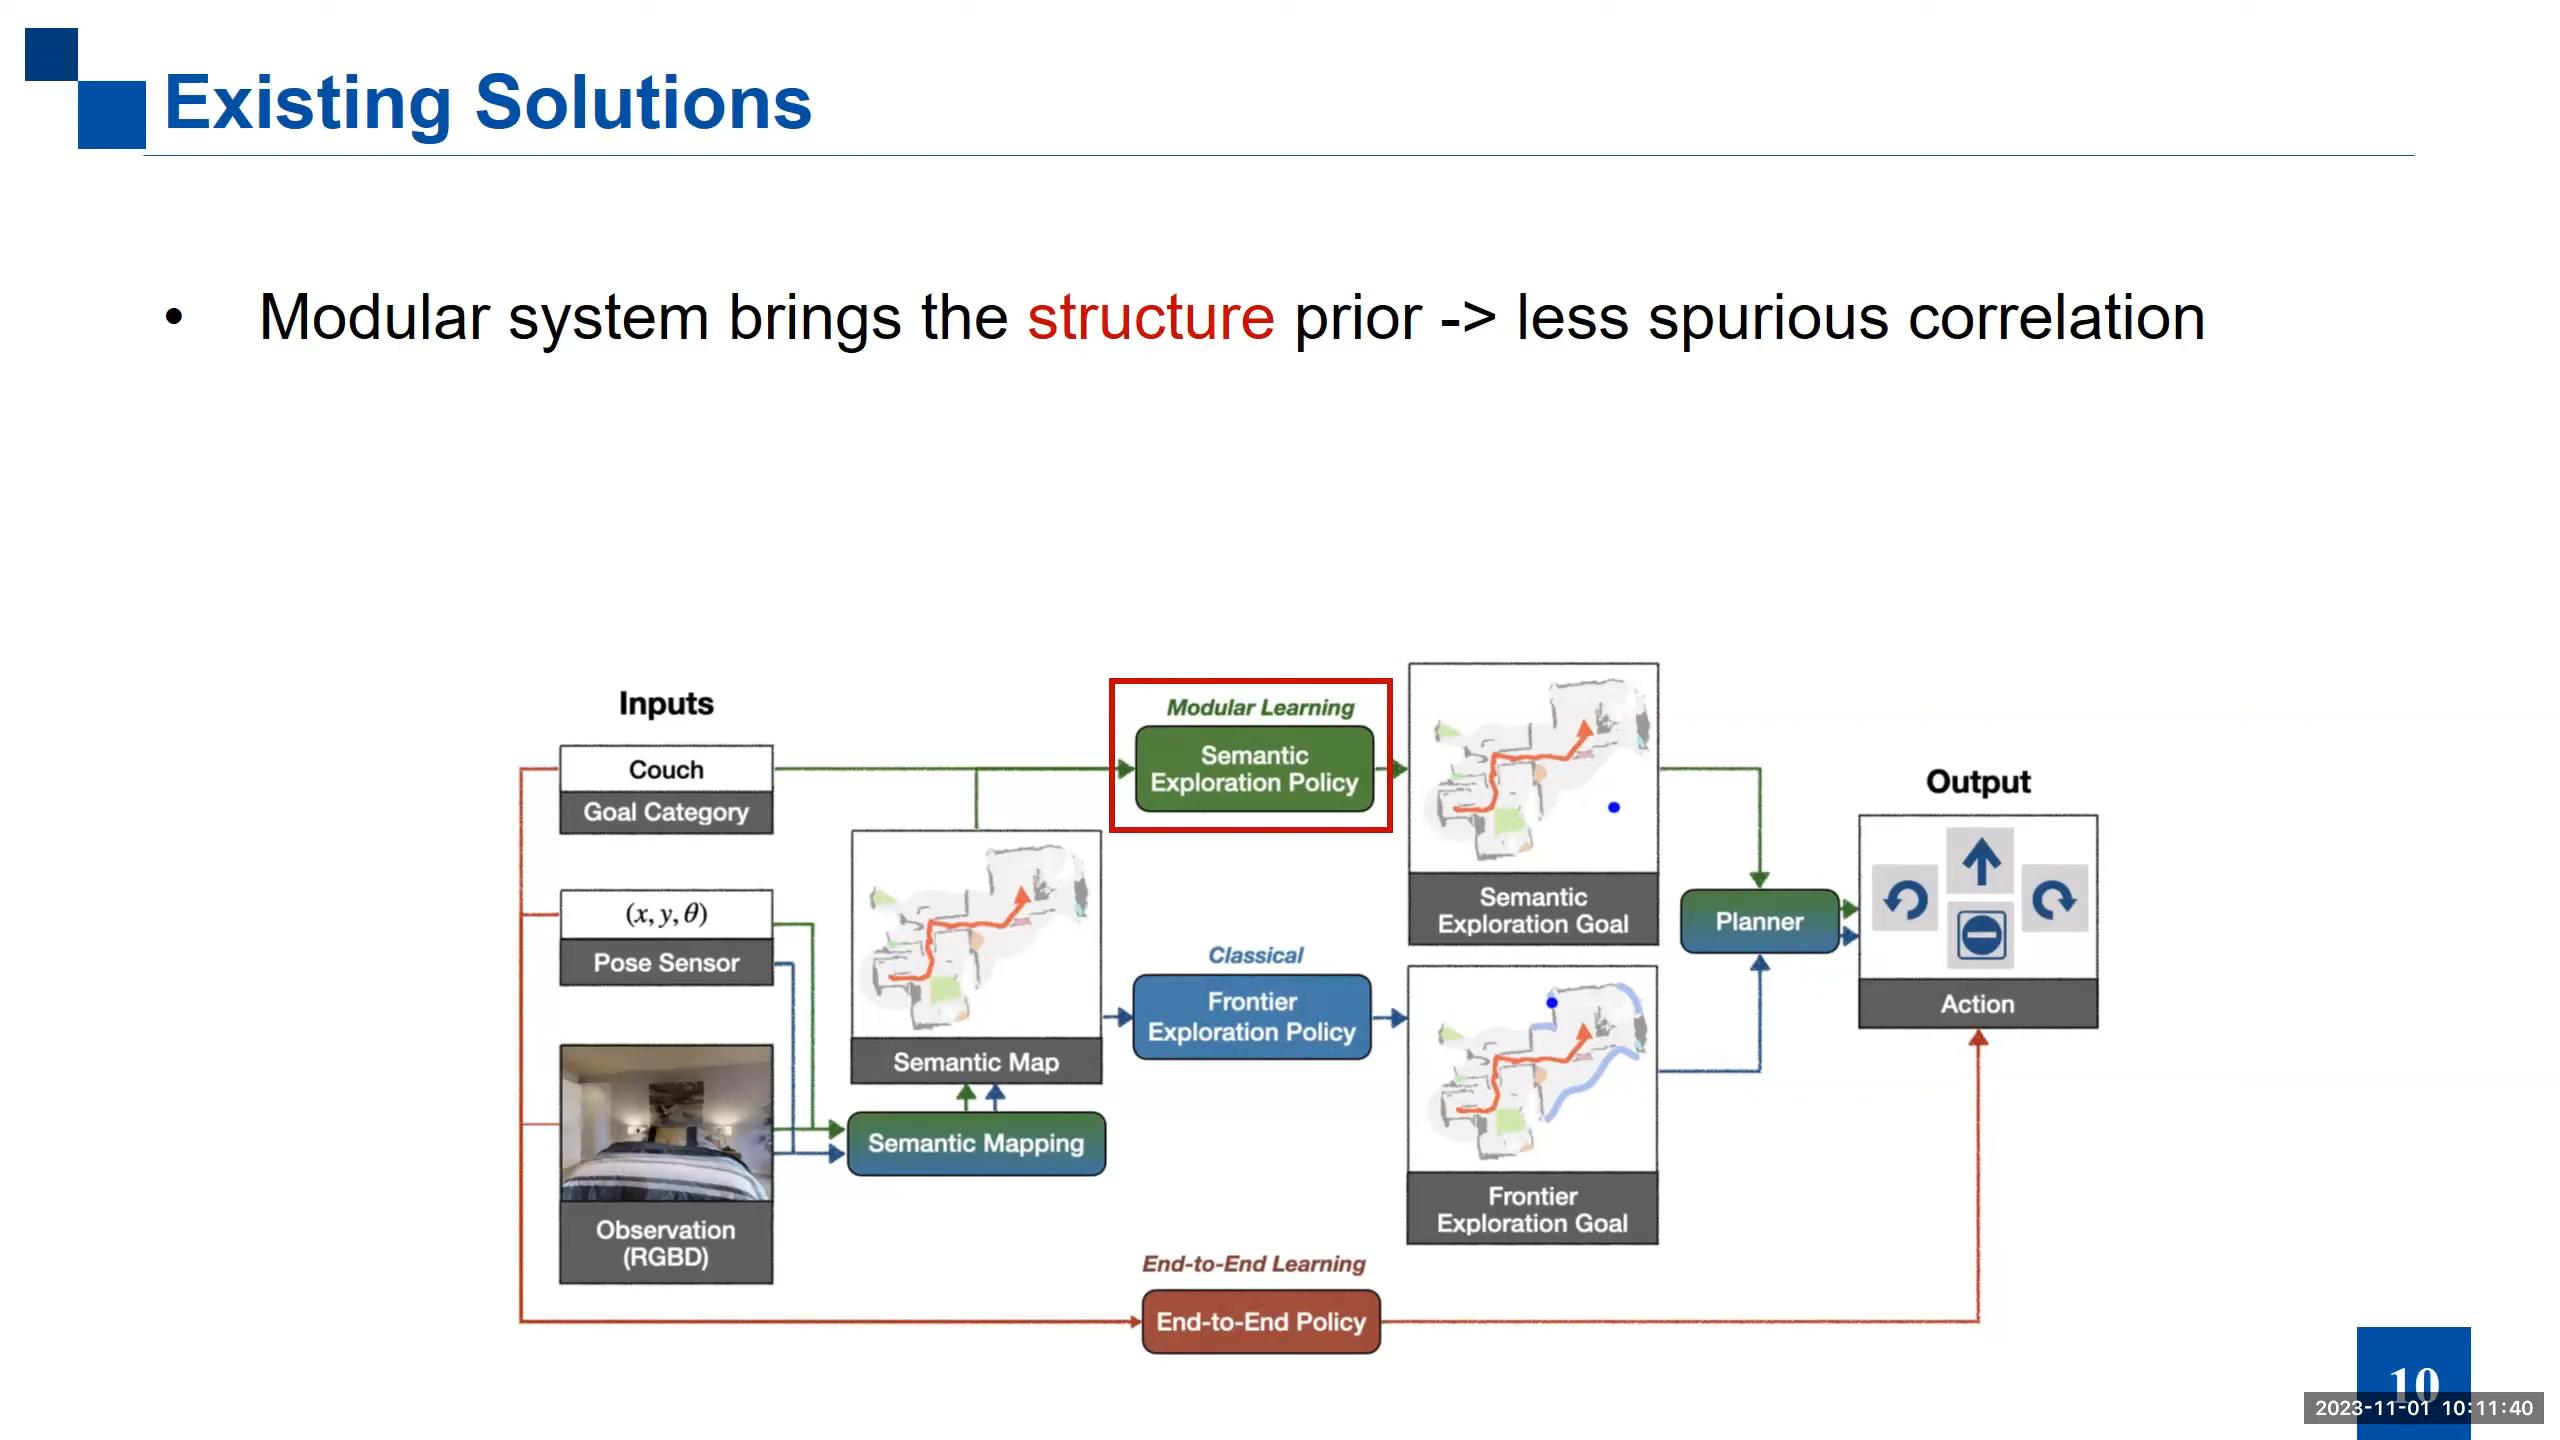 Existing Solutions
• Modular system brings the structure prior -> less spurious correlation
Inputs
Couch
Goal Category
(x, y, θ)
Pose Sensor
Observation
(RGBD)
Semantic Map
Semantic Mapping
Modular Learning
Semantic
Exploration Policy
Classical
Frontier
Exploration Policy
End-to-End Learning
End-to-End Policy
Semantic
Exploration Goal
Frontier
Exploration Goal
Planner
Output
Action
10
2023-11-01 10:11:40